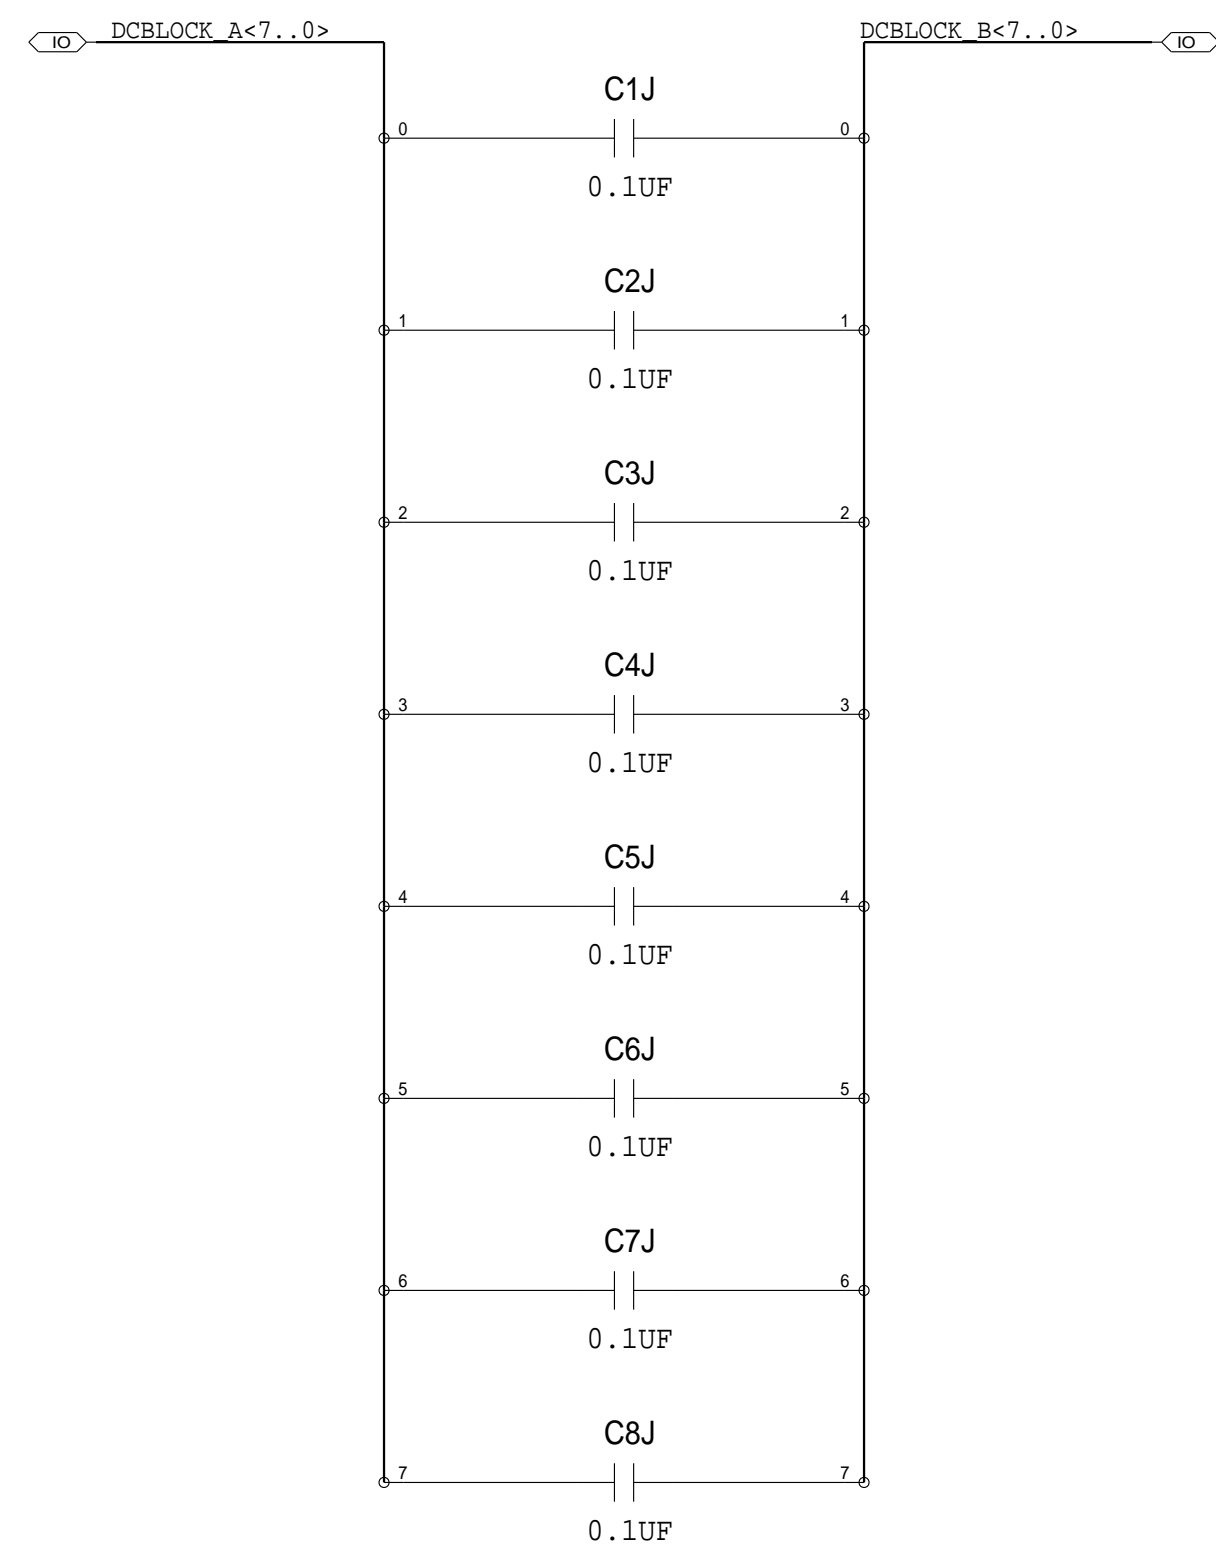 DCBLOCK_A<7..0>
DCBLOCK_B<7..0>
IO
IO
C1J
0
0
0.1UF
C2J
1
1
0.1UF
C3J
2
2
0.1UF
C4J
3
3
0.1UF
C5J
4
4
0.1UF
C6J
5
5
0.1UF
C7J
6
6
0.1UF
C8J
7
7
0.1UF